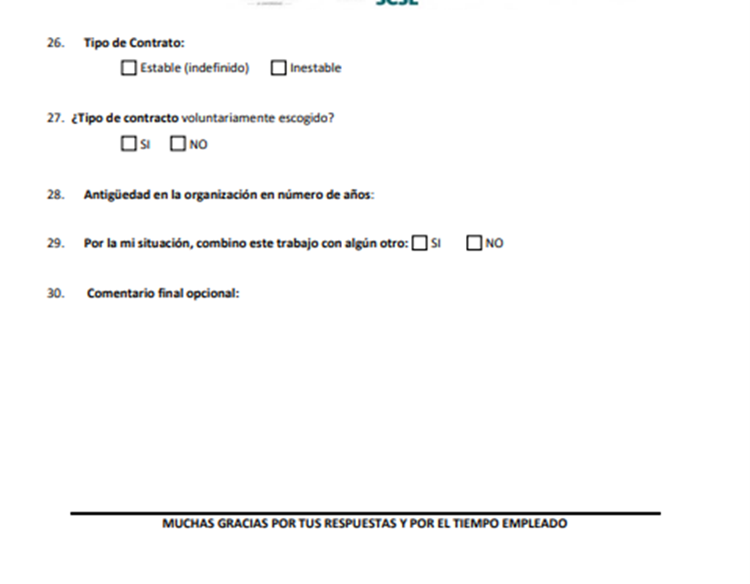 26. Tipo de Contrato:
Estable (indefinido) Inestable
27. ¿Tipo de contracto voluntariamente escogido?
SI NO
28. Antigüedad en la organización en número de años:
29. Por la mi situación, combino este trabajo con algún otro: SI NO
30. Comentario final opcional:
MUCHAS GRACIAS POR TUS RESPUESTAS Y POR EL TIEMPO EMPLEADO